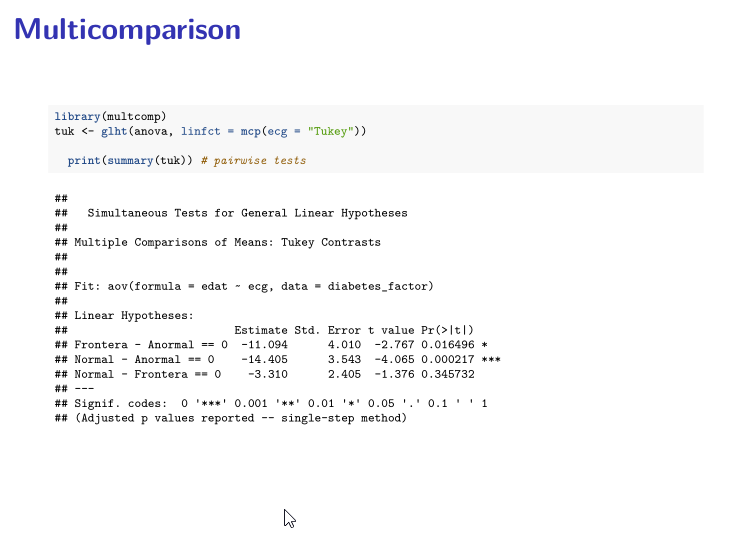 Multicomparison
library(multcomp)
tuk <- glht(anova, linfct = mcp(ecg = "Tukey"))
print(summary(tuk)) # pairwise tests
##
##   Simultaneous Tests for General Linear Hypotheses
##
## Multiple Comparisons of Means: Tukey Contrasts
##
##
## Fit: aov(formula = edat ~ ecg, data = diabetes_factor)
##
## Linear Hypotheses:
##                         Estimate Std. Error t value Pr(>|t|)
## Frontera - Anormal == 0  -11.094      4.010  -2.767 0.016496 *
## Normal - Anormal == 0    -14.405      3.543  -4.065 0.000217 ***
## Normal - Frontera == 0    -3.310      2.405  -1.376 0.345732
## ---
## Signif. codes:  0 '***' 0.001 '**' 0.01 '*' 0.05 '.' 0.1 ' ' 1
## (Adjusted p values reported -- single-step method)